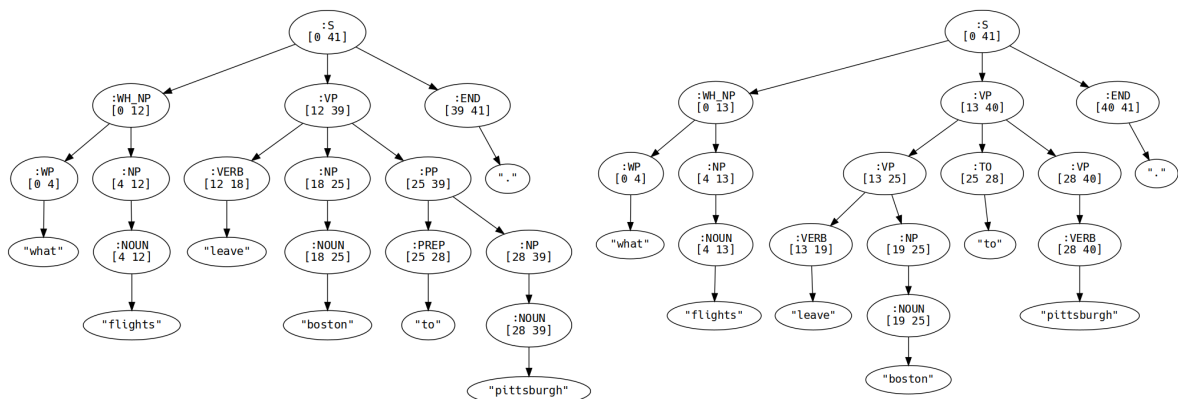 :S
[0 41]
:WH_NP
[0 12]
:VP
[12 39]
:END
[39 41]
:WP
[0 4]
:NP
[4 12]
:VERB
[12 18]
:NP
[18 25]
:PP
[25 39]
"."
"what"
:NOUN
[4 12]
"leave"
:NOUN
[18 25]
:PREP
[25 28]
:NP
[28 39]
"flights"
"boston"
"to"
:NOUN
[28 39]
"pittsburgh"
:S
[0 41]
:WH_NP
[0 13]
:VP
[13 40]
:END
[40 41]
:WP
[0 4]
:NP
[4 13]
:VP
[13 25]
:TO
[25 28]
:VP
[28 40]
"."
"what"
:NOUN
[4 13]
:VERB
[13 19]
:NP
[19 25]
"to"
:VERB
[28 40]
"flights"
"leave"
:NOUN
[19 25]
"pittsburgh"
"boston"